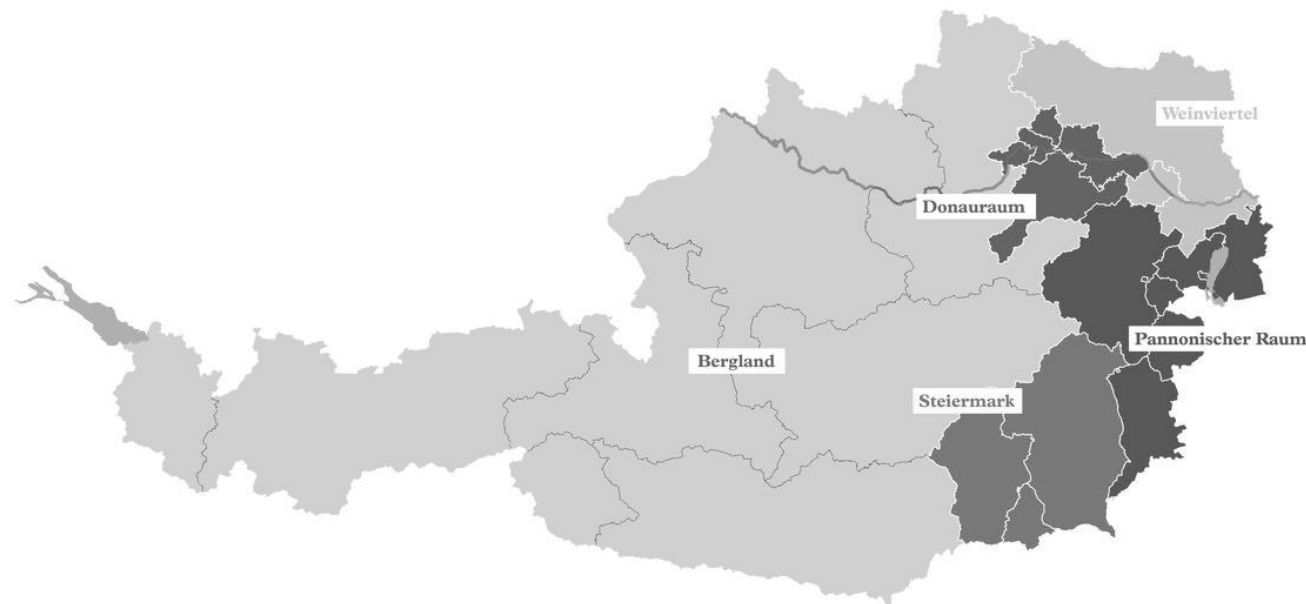 Weinviertel
Donauraum
Pannonischer Raum
Bergland
Steiermark